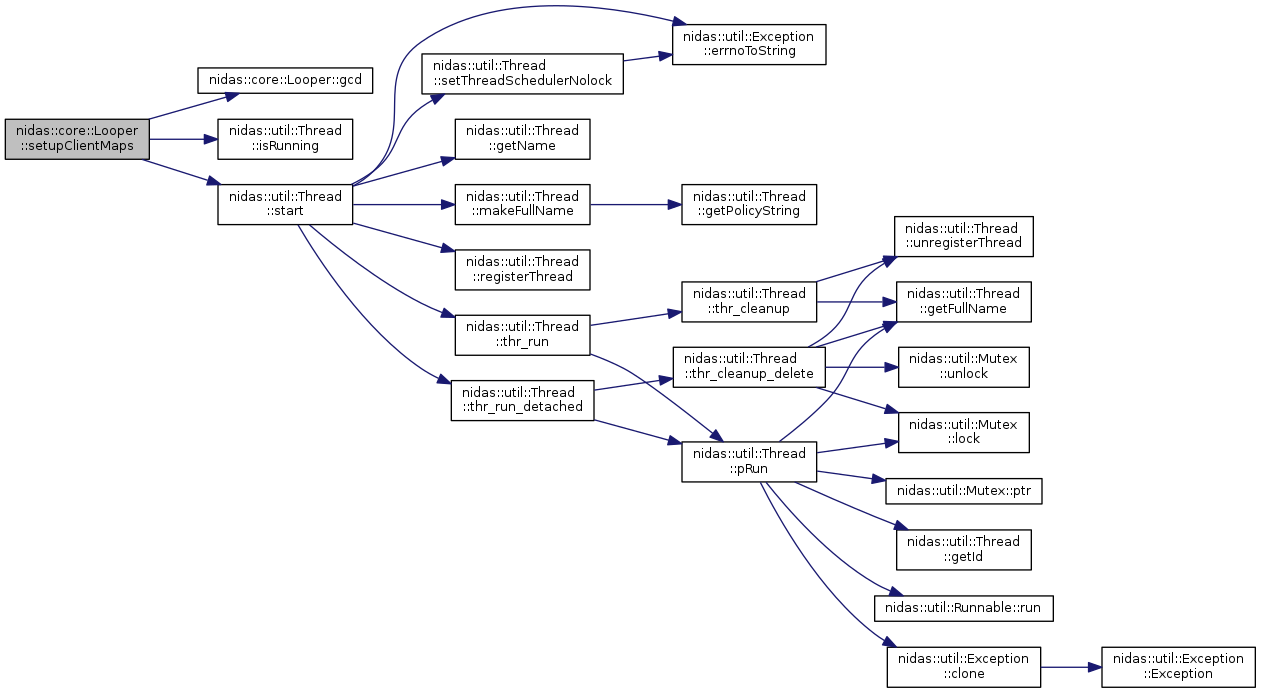 nidas::core::Looper
::setupClientMaps
nidas::core::Looper::gcd
nidas::util::Thread
::isRunning
nidas::util::Thread
::start
nidas::util::Exception
::errnoToString
nidas::util::Thread
::setThreadSchedulerNolock
nidas::util::Thread
::getName
nidas::util::Thread
::makeFullName
nidas::util::Thread
::getPolicyString
nidas::util::Thread
::registerThread
nidas::util::Thread
::thr_run
nidas::util::Thread
::thr_run_detached
nidas::util::Thread
::thr_cleanup
nidas::util::Thread
::thr_cleanup_delete
nidas::util::Thread
::pRun
nidas::util::Thread
::unregisterThread
nidas::util::Thread
::getFullName
nidas::util::Mutex
::unlock
nidas::util::Mutex
::lock
nidas::util::Mutex::ptr
nidas::util::Thread
::getId
nidas::util::Runnable::run
nidas::util::Exception
::clone
nidas::util::Exception
::Exception